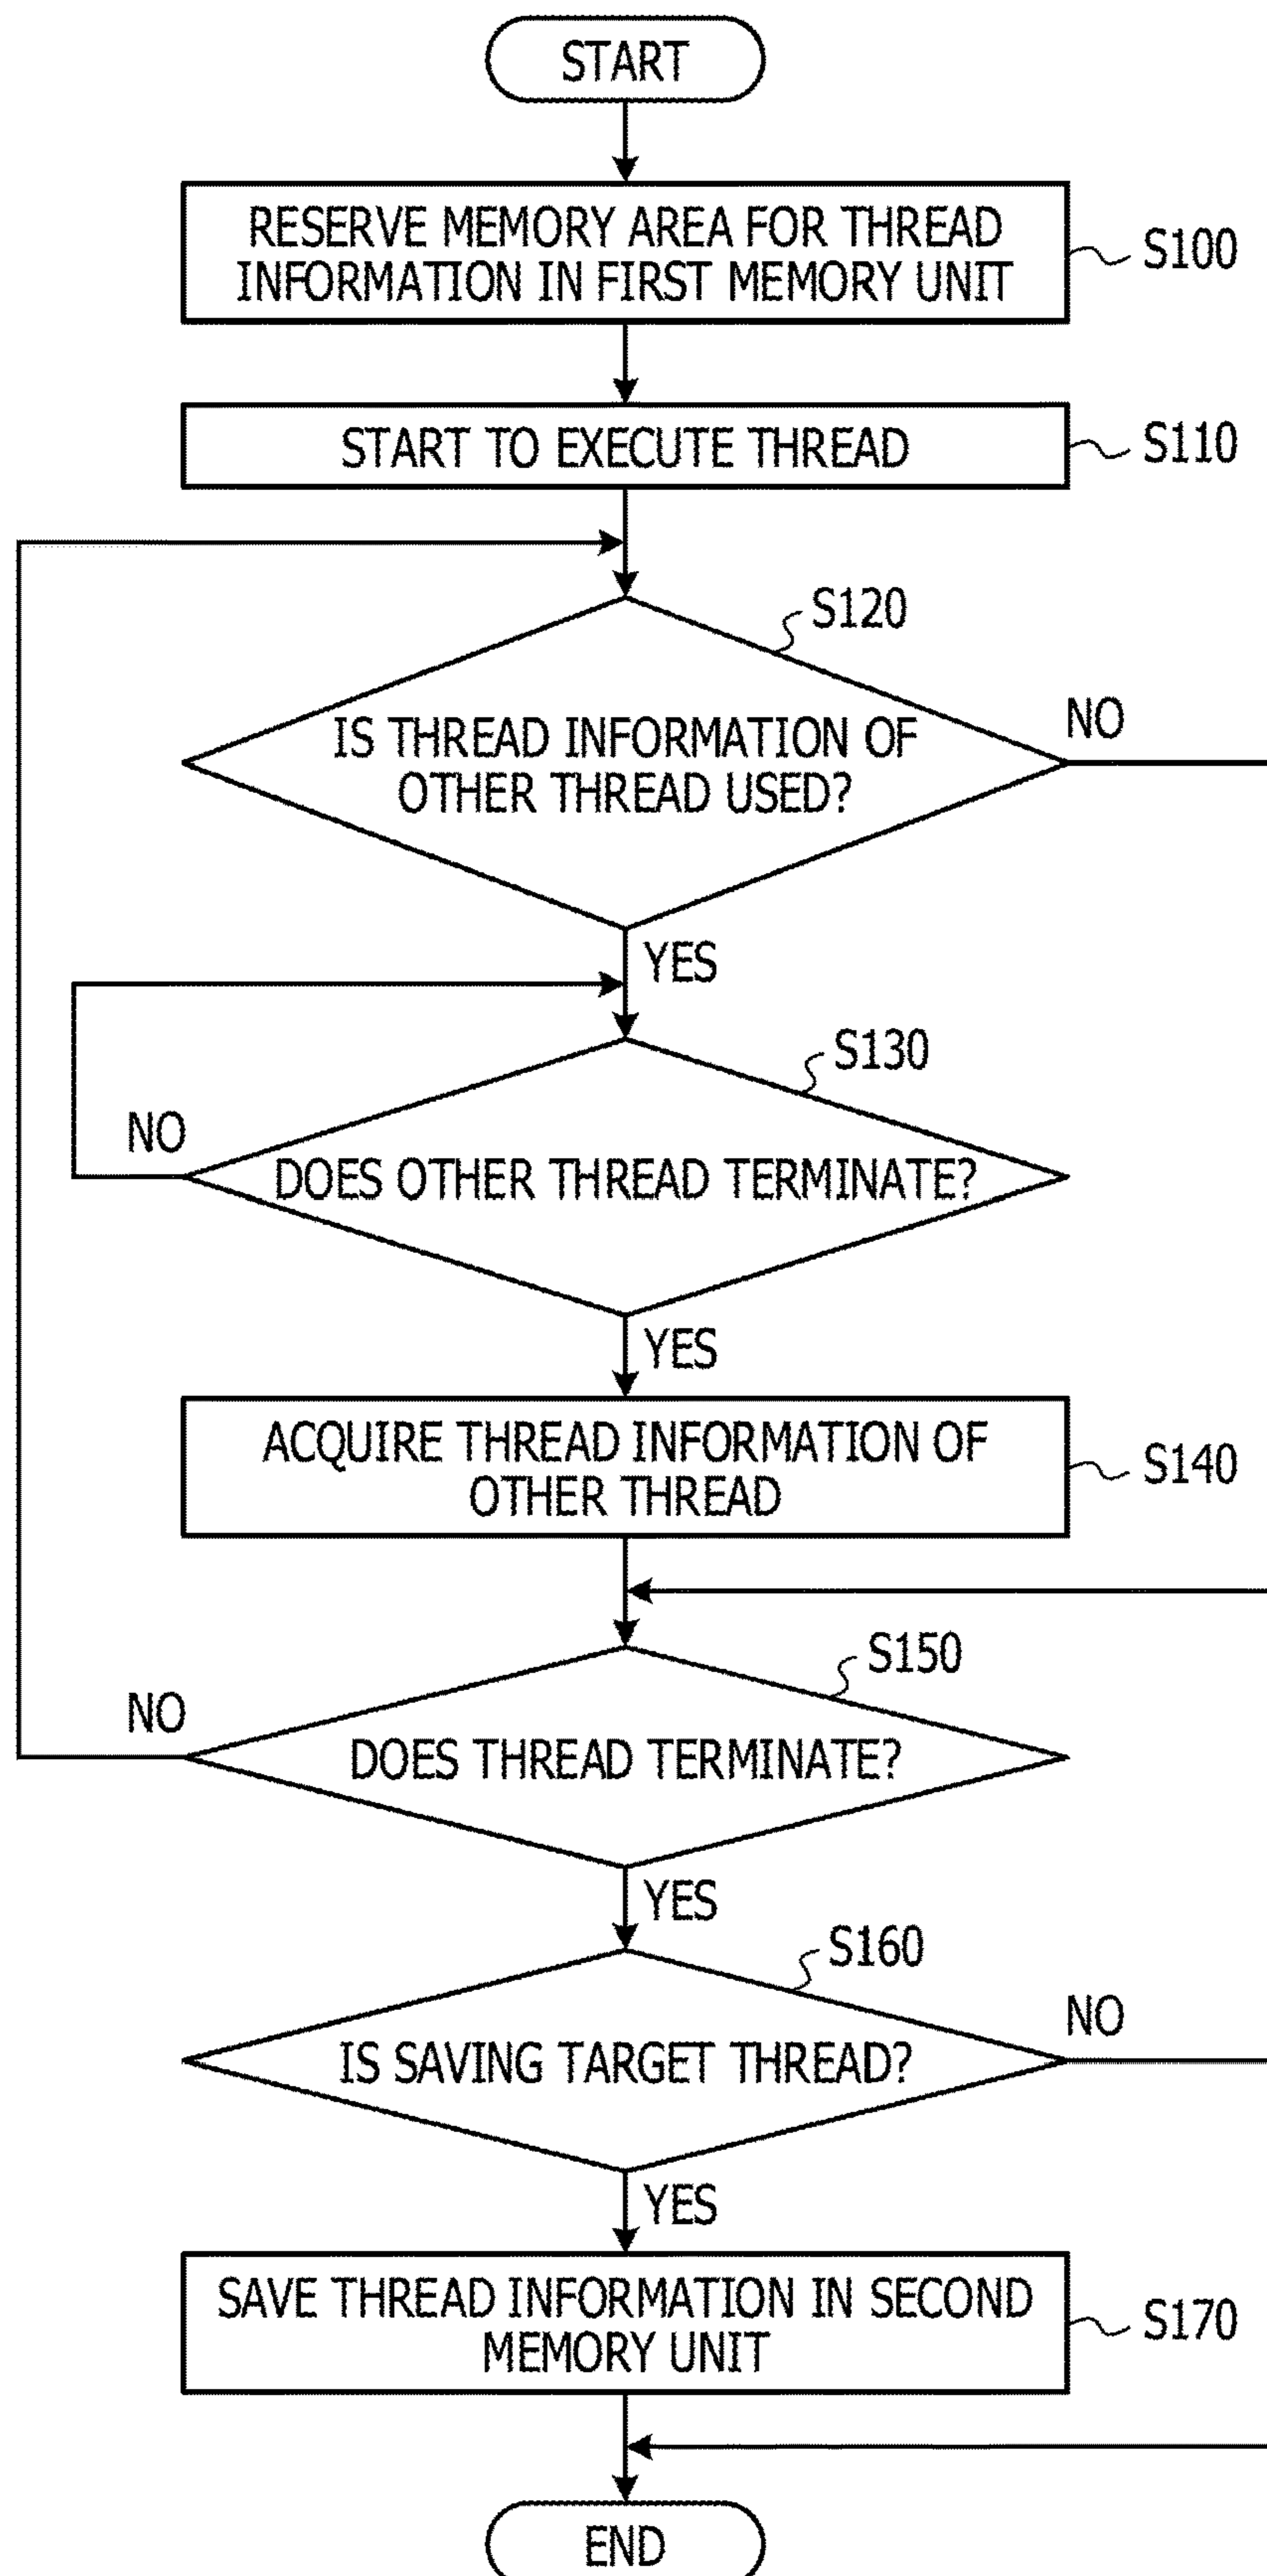 START
RESERVE MEMORY AREA FOR THREAD
INFORMATION IN FIRST MEMORY UNIT
S100
START TO EXECUTE THREAD
S110
S120
IS THREAD INFORMATION OF
OTHER THREAD USED?
NO
YES
S130
NO
DOES OTHER THREAD TERMINATE?
YES
ACQUIRE THREAD INFORMATION OF
OTHER THREAD
S140
S150
NO
DOES THREAD TERMINATE?
YES
S160
NO
IS SAVING TARGET THREAD?
YES
SAVE THREAD INFORMATION IN SECOND
MEMORY UNIT
S170
END